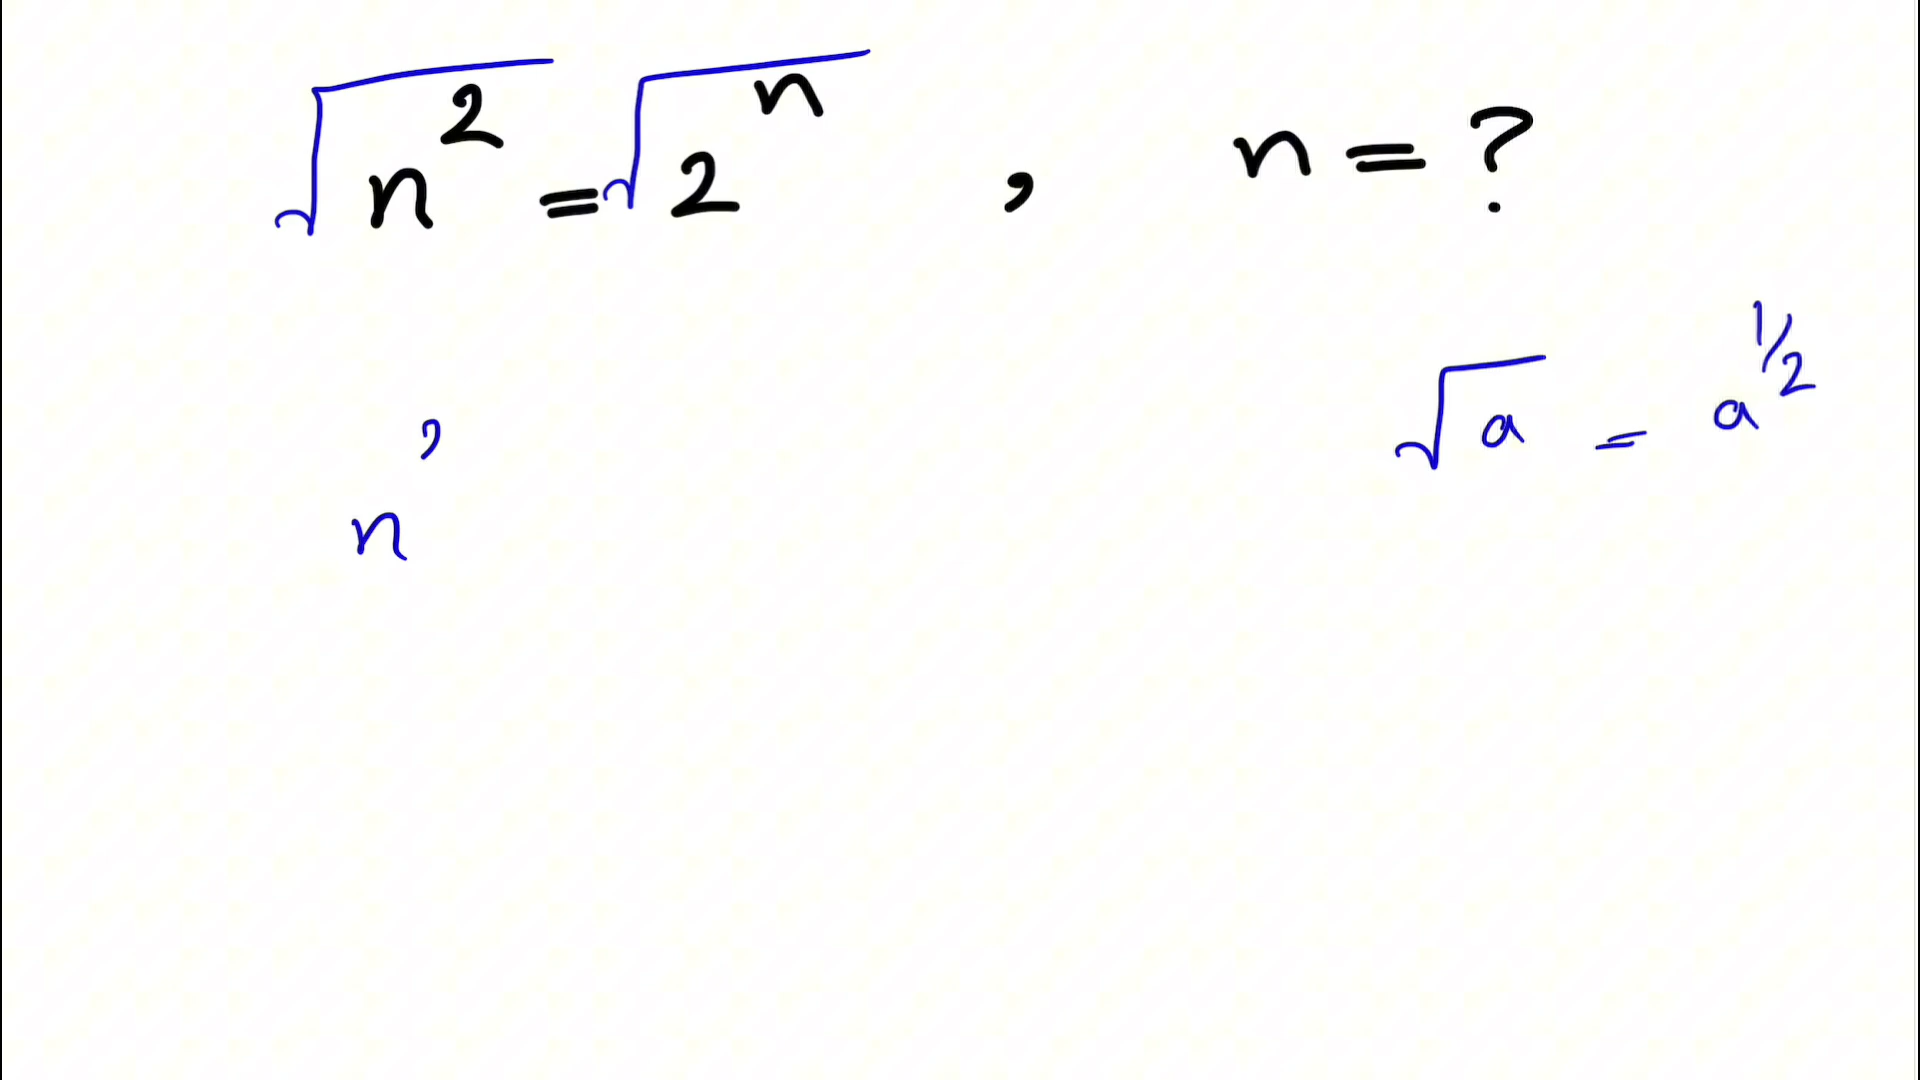 √n² = √2ⁿ , n = ?
√a = a^1/2
n^,